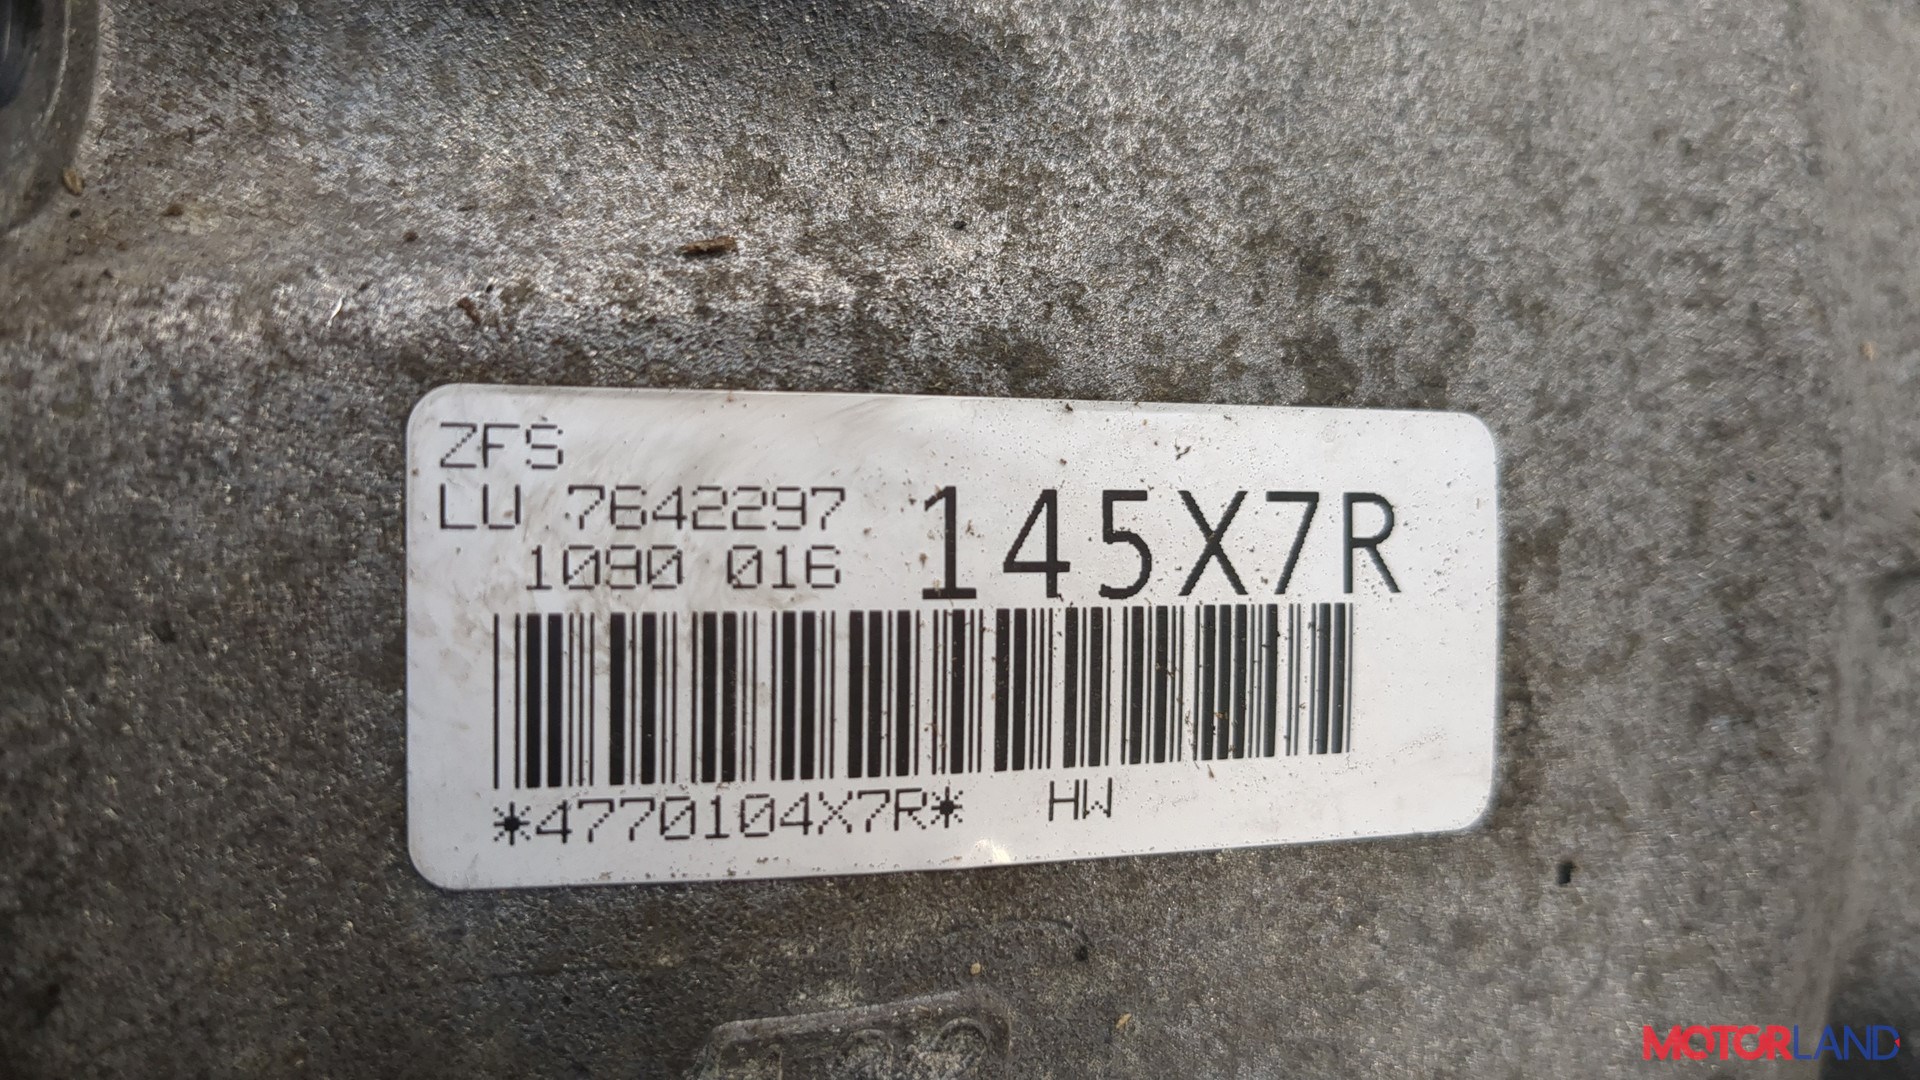 ZFS
LU 7642297
1090 016
145X7R
*4770104X7R* HW
MOTORLAND